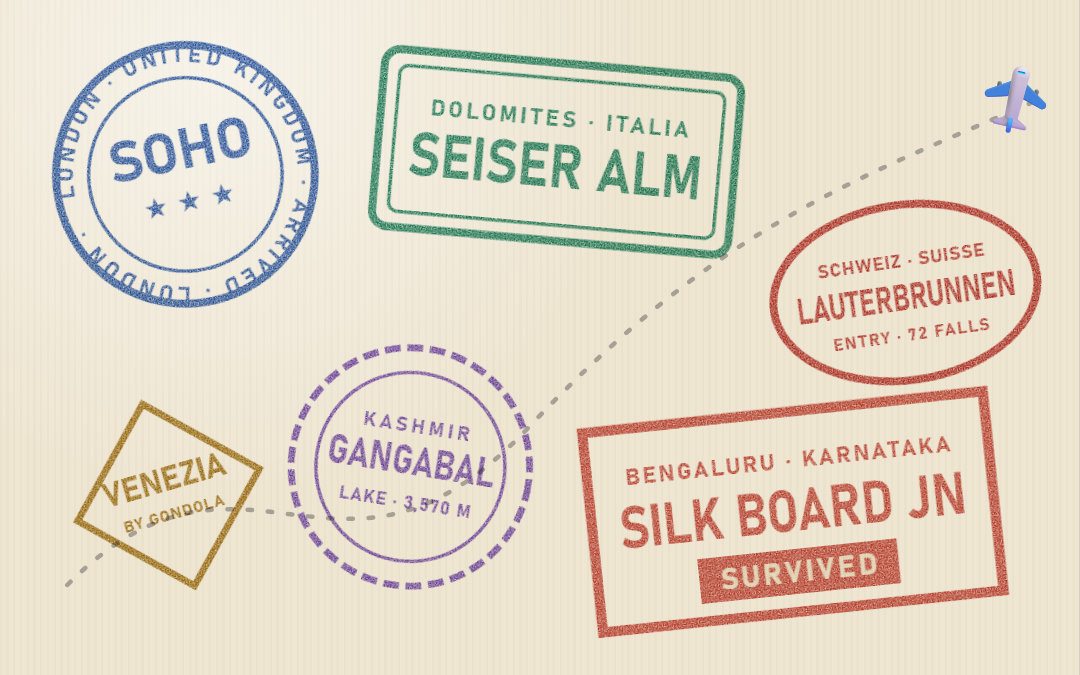 LONDON · UNITED KINGDOM · ARRIVED · LONDON ·
SOHO
DOLOMITES · ITALIA
SEISER ALM
SCHWEIZ · SUISSE
LAUTERBRUNNEN
ENTRY · 72 FALLS
VENEZIA
BY GONDOLA
KASHMIR
GANGABAL
LAKE · 3,570 M
BENGALURU · KARNATAKA
SILK BOARD JN
SURVIVED